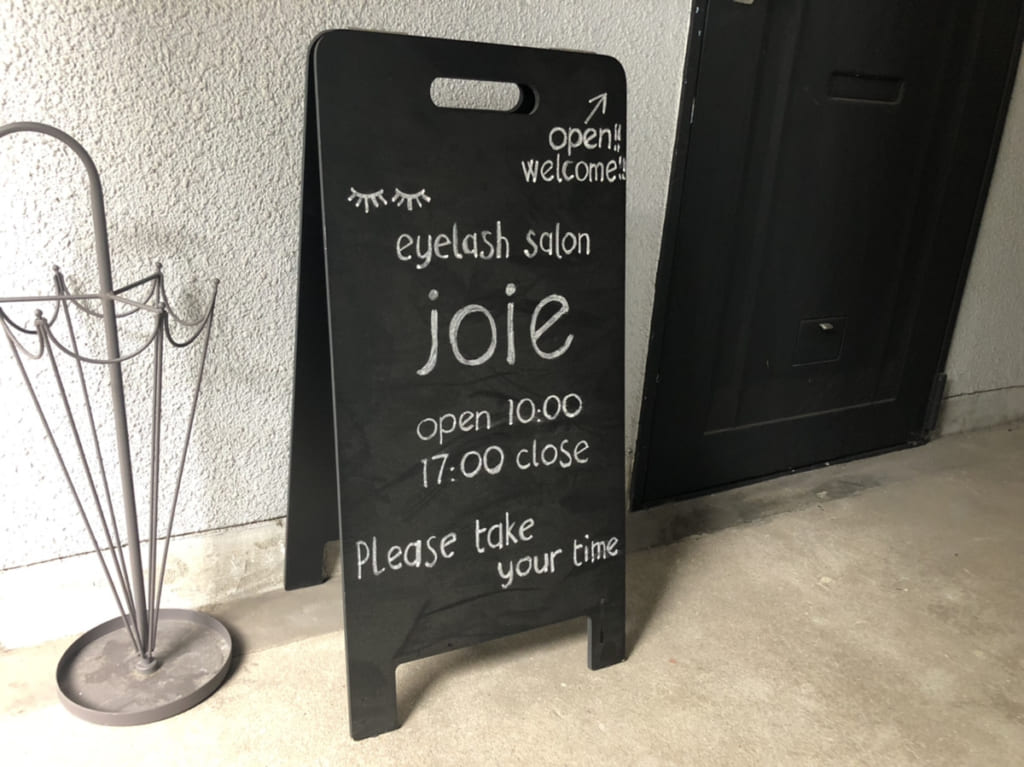 open!!
welcome!!
eyelash salon
joie
open 10:00
17:00 close
Please take
your time